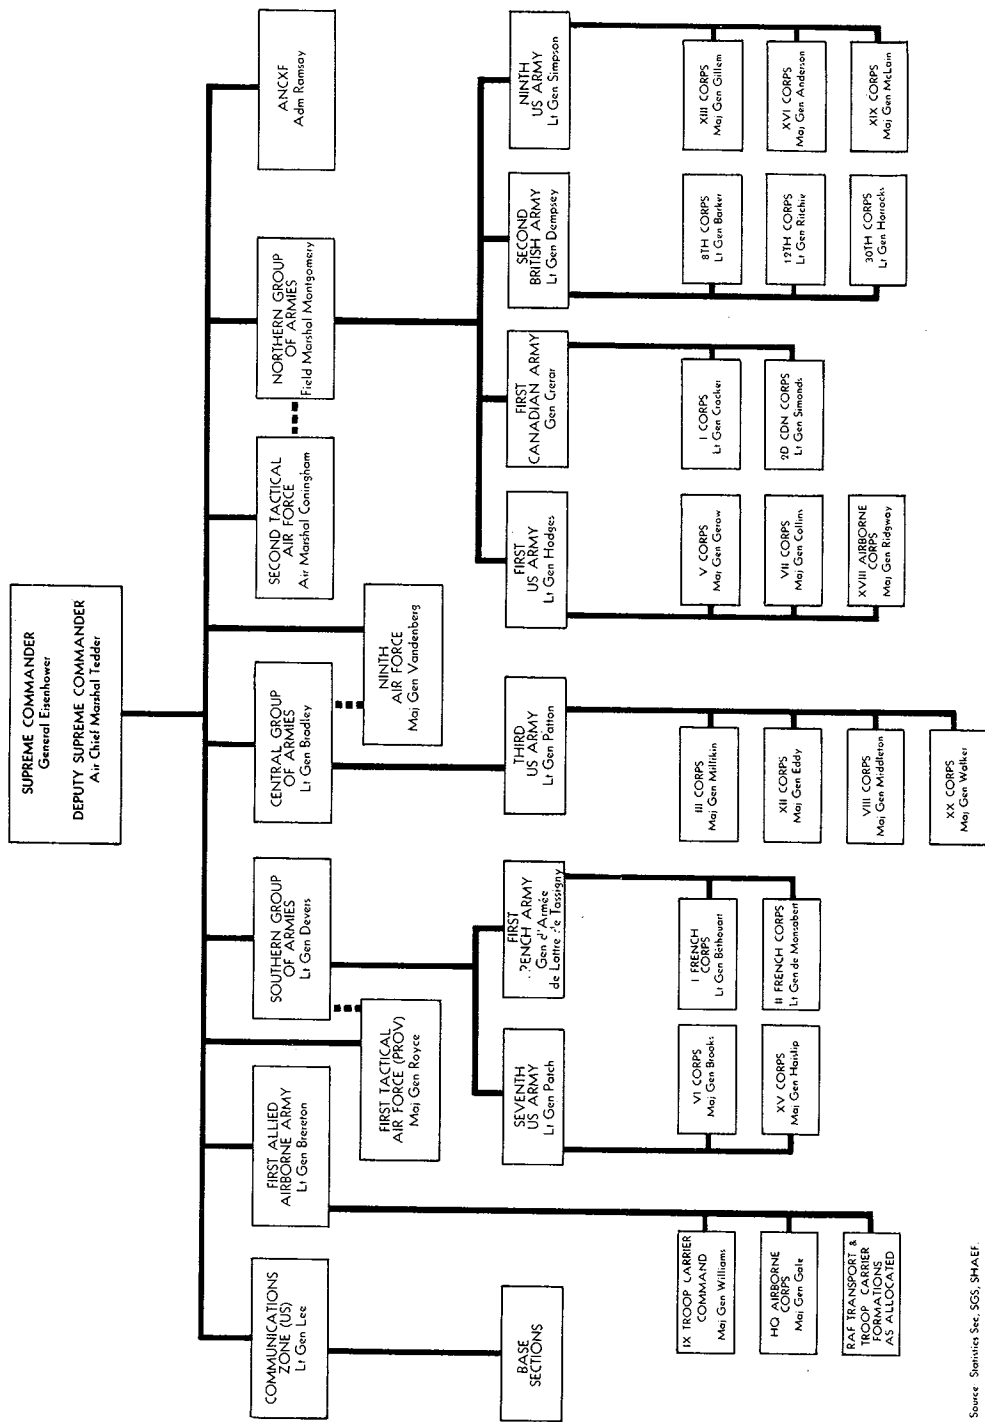 SUPREME COMMANDER
General Eisenhower
DEPUTY SUPREME COMMANDER
Air Chief Marshal Tedder
COMMUNICATIONS
ZONE (US)
Lt Gen Lee
FIRST ALLIED
AIRBORNE ARMY
Lt Gen Brereton
SOUTHERN GROUP
OF ARMIES
Lt Gen Devers
CENTRAL GROUP
OF ARMIES
Lt Gen Bradley
SECOND TACTICAL
AIR FORCE
Air Marshal Coningham
NORTHERN GROUP
OF ARMIES
Field Marshal Montgomery
ANCXF
Adm Ramsay
FIRST TACTICAL
AIR FORCE (PROV)
Maj Gen Royce
NINTH
AIR FORCE
Maj Gen Vandenberg
BASE
SECTIONS
SEVENTH
US ARMY
Lt Gen Patch
FIRST
..RENCH ARMY
Gen d'Armée
de Lattre de Tassigny
THIRD
US ARMY
Lt Gen Patton
FIRST
US ARMY
Lt Gen Hodges
FIRST
CANADIAN ARMY
Gen Crerar
SECOND
BRITISH ARMY
Lt Gen Dempsey
NINTH
US ARMY
Lt Gen Simpson
IX TROOP CARRIER
COMMAND
Maj Gen Williams
HQ AIRBORNE
CORPS
Maj Gen Gale
RAF TRANSPORT &
TROOP CARRIER
FORMATIONS
AS ALLOCATED
VI CORPS
Maj Gen Brooks
XV CORPS
Maj Gen Haislip
I FRENCH
CORPS
Lt Gen Béthouart
II FRENCH CORPS
Lt Gen de Monsabert
III CORPS
Maj Gen Millikin
XII CORPS
Maj Gen Eddy
VIII CORPS
Maj Gen Middleton
XX CORPS
Maj Gen Walker
V CORPS
Maj Gen Gerow
VII CORPS
Maj Gen Collins
XVIII AIRBORNE
CORPS
Maj Gen Ridgway
I CORPS
Lt Gen Crocker
2D CDN CORPS
Lt Gen Simonds
8TH CORPS
Lt Gen Barker
12TH CORPS
Lt Gen Ritchie
30TH CORPS
Lt Gen Horrocks
XIII CORPS
Maj Gen Gillem
XVI CORPS
Maj Gen Anderson
XIX CORPS
Maj Gen McLain
Source Statistics Sec, SGS, SHAEF.